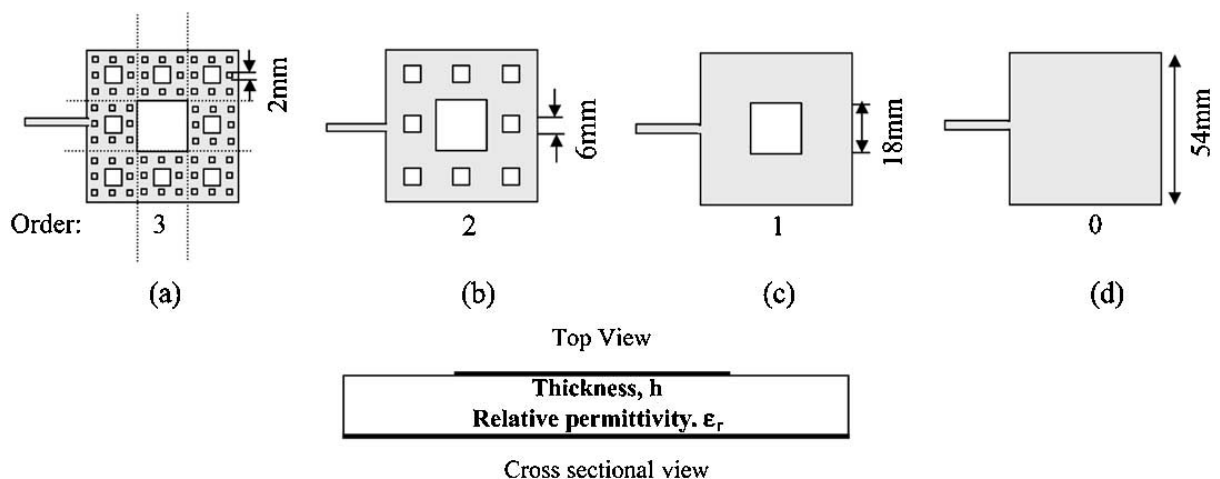 2mm
6mm
18mm
54mm
Order: 3 2 1 0
(a) (b) (c) (d)
Top View
Thickness, h
Relative permittivity. εr
Cross sectional view